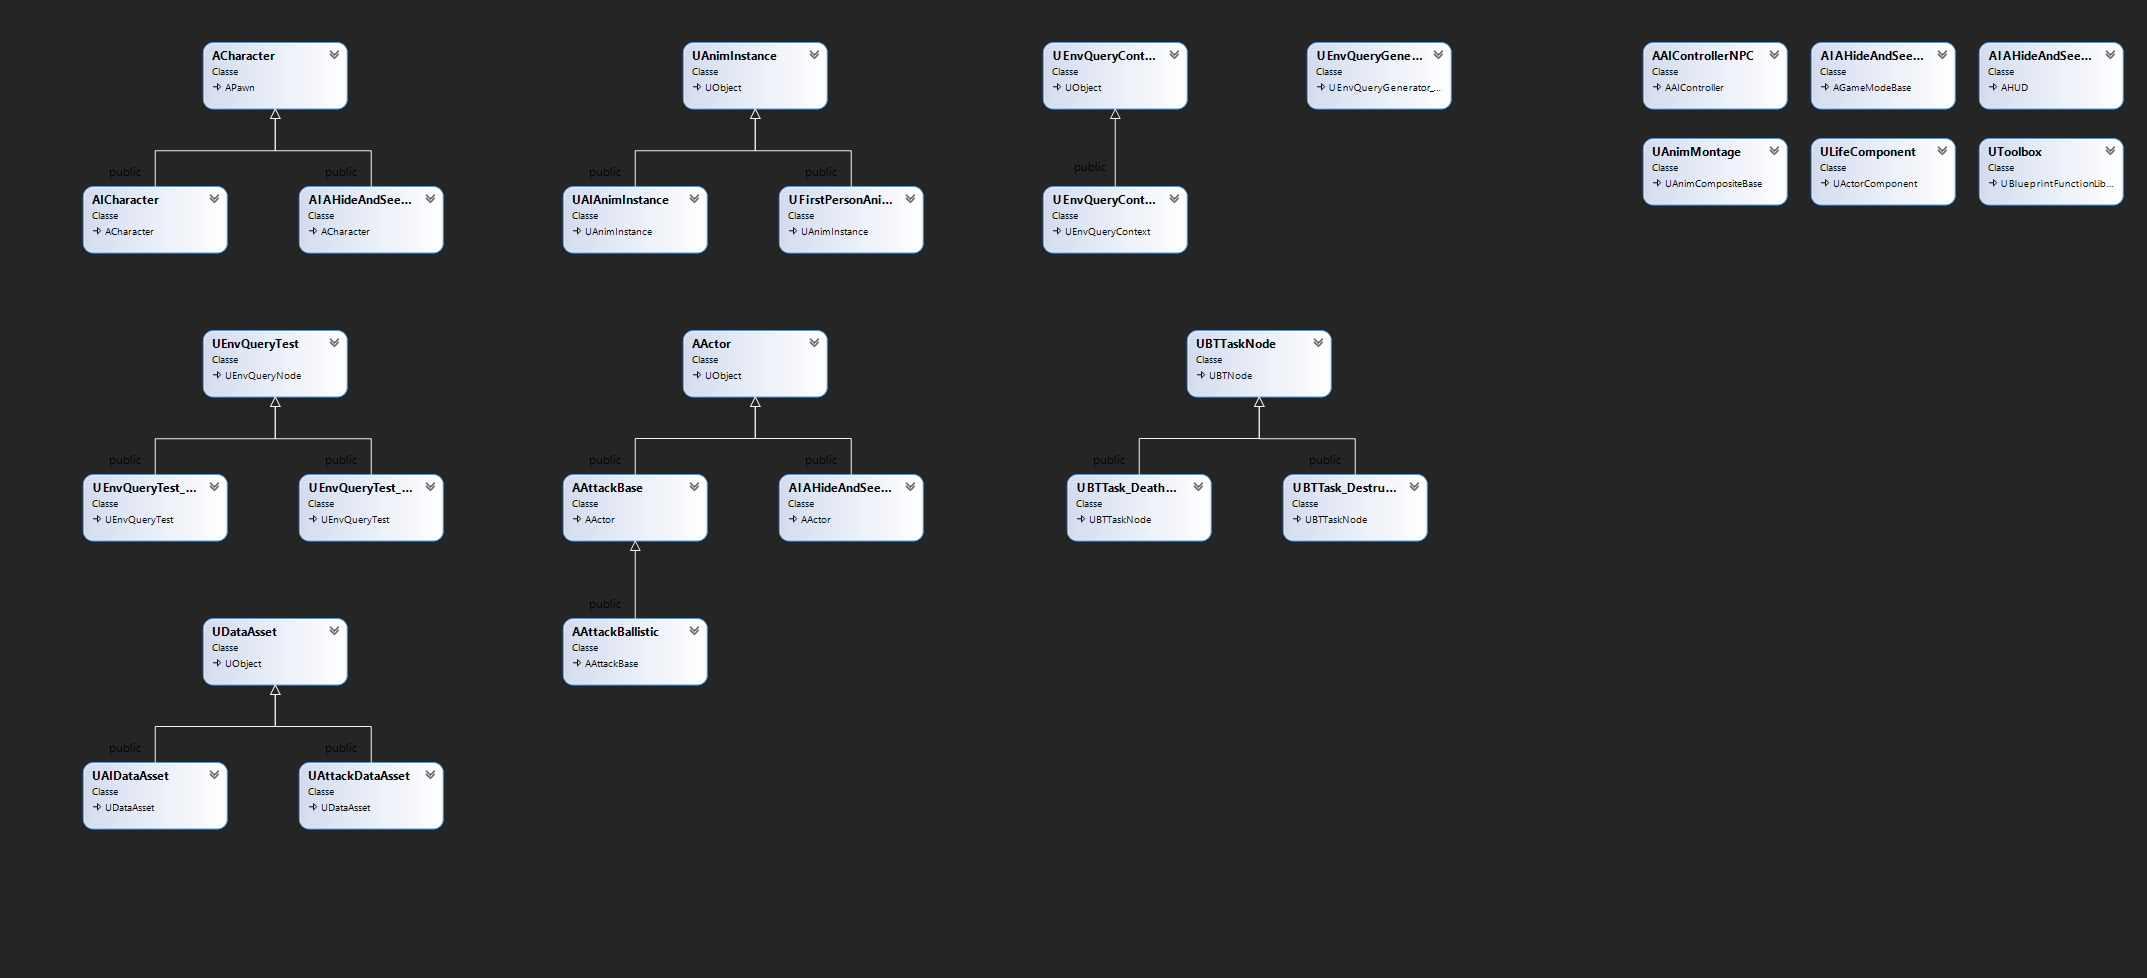 ACharacter
Classe
APawn
UAnimInstance
Classe
UObject
UEnvQueryCont...
Classe
UObject
UEnvQueryGene...
Classe
UEnvQueryGenerator_...
AAIControllerNPC
Classe
AAIController
AIAHideAndSee...
Classe
AGameModeBase
AIAHideAndSee...
Classe
AHUD
UAnimMontage
Classe
UAnimCompositeBase
ULifeComponent
Classe
UActorComponent
UToolbox
Classe
UBlueprintFunctionLib...
public
public
public
public
public
AICharacter
Classe
ACharacter
AIAHideAndSee...
Classe
ACharacter
UAIAnimInstance
Classe
UAnimInstance
UFirstPersonAni...
Classe
UAnimInstance
UEnvQueryCont...
Classe
UEnvQueryContext
UEnvQueryTest
Classe
UEnvQueryNode
AActor
Classe
UObject
UBTTaskNode
Classe
UBTNode
public
public
public
public
public
public
UEnvQueryTest_...
Classe
UEnvQueryTest
UEnvQueryTest_...
Classe
UEnvQueryTest
AAttackBase
Classe
AActor
AIAHideAndSee...
Classe
AActor
UBTTask_Death...
Classe
UBTTaskNode
UBTTask_Destru...
Classe
UBTTaskNode
public
UDataAsset
Classe
UObject
AAttackBallistic
Classe
AAttackBase
public
public
UAIDataAsset
Classe
UDataAsset
UAttackDataAsset
Classe
UDataAsset